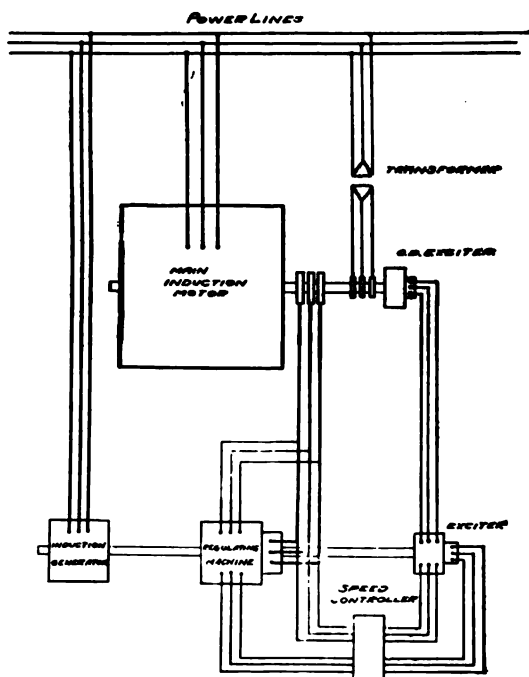 POWER LINES
TRANSFORMER
O.D. EXCITER
MAIN
INDUCTION
MOTOR
INDUCTION
GENERATOR
REGULATING
MACHINE
EXCITER
SPEED
CONTROLLER